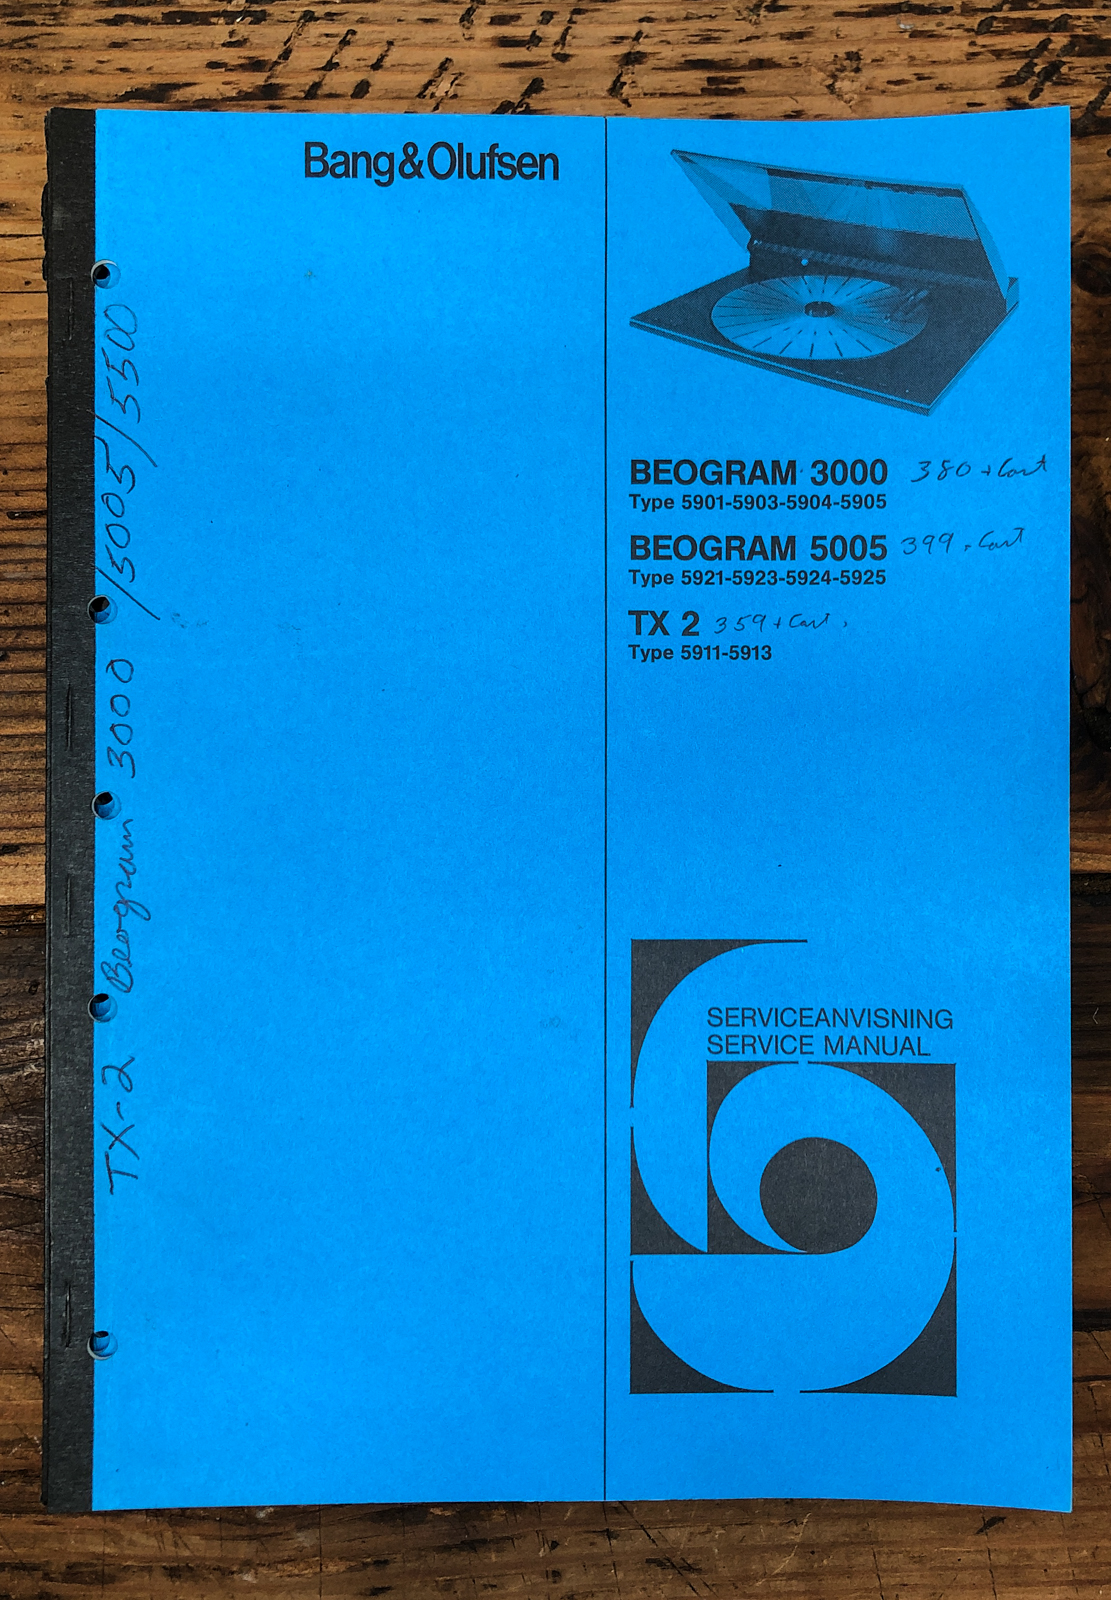 Bang&Olufsen
BEOGRAM 3000 380 + Cart
Type 5901-5903-5904-5905
BEOGRAM 5005 399 + Cart
Type 5921-5923-5924-5925
TX 2 359 + Cart.
Type 5911-5913
SERVICEANVISNING
SERVICE MANUAL
TX-2 Beogram 3000 /5005/5500